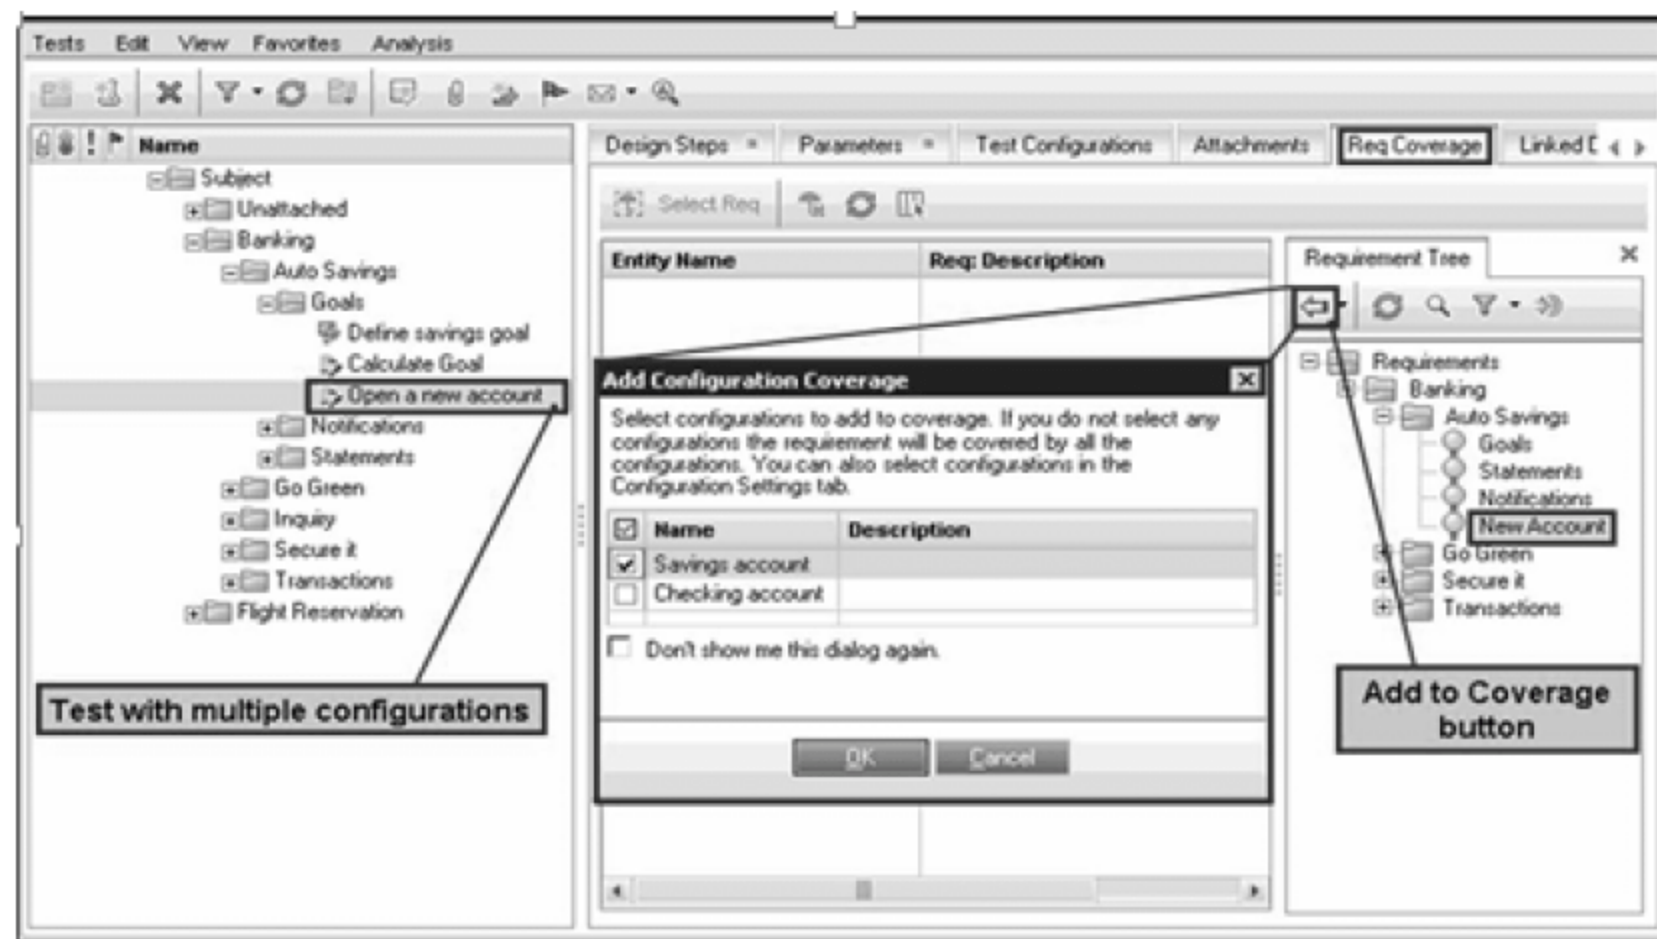 Tests Edit View Favorites Analysis
Name
Subject
Unattached
Banking
Auto Savings
Goals
Define savings goal
Calculate Goal
Open a new account
Notifications
Statements
Go Green
Inquiry
Secure it
Transactions
Flight Reservation
Test with multiple configurations
Design Steps Parameters Test Configurations Attachments Req Coverage Linked D
Select Req
Entity Name Req: Description
Add Configuration Coverage
Select configurations to add to coverage. If you do not select any
configurations the requirement will be covered by all the
configurations. You can also select configurations in the
Configuration Settings tab.
Name Description
Savings account
Checking account
Don't show me this dialog again.
OK Cancel
Requirement Tree
Requirements
Banking
Auto Savings
Goals
Statements
Notifications
New Account
Go Green
Secure it
Transactions
Add to Coverage
button